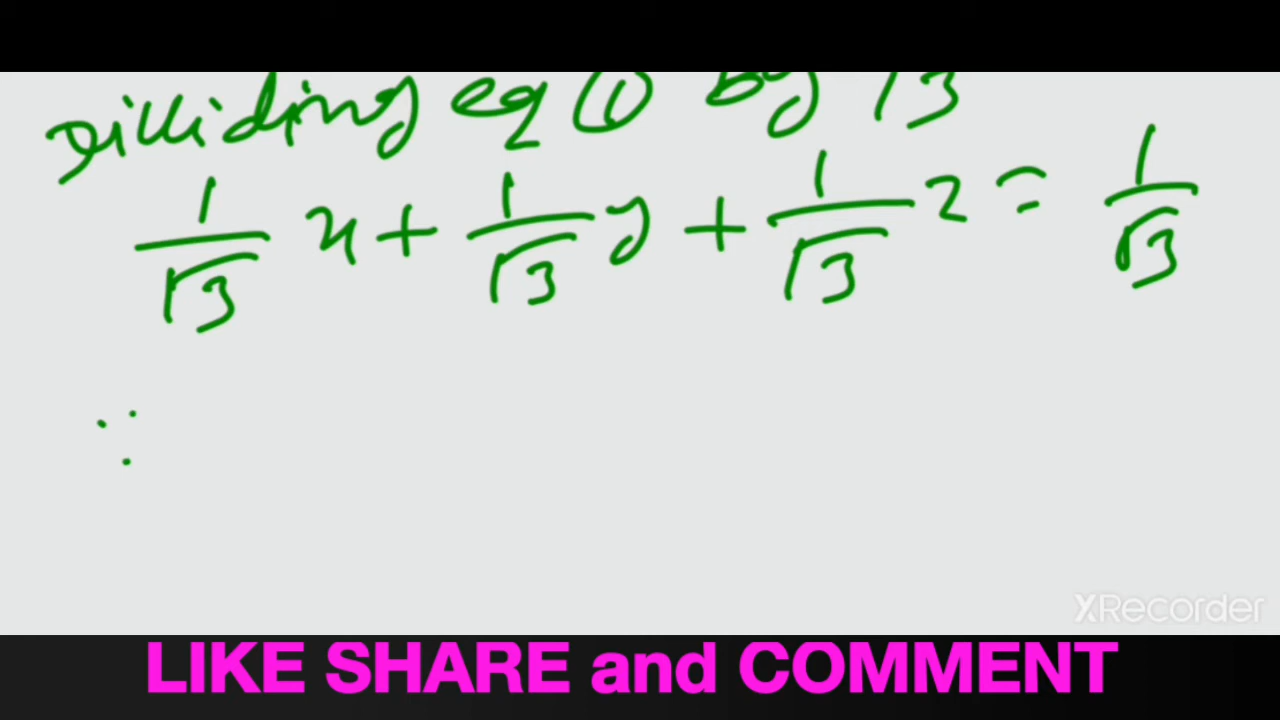 Dividing eq ① by √3
1/√3 x + 1/√3 y + 1/√3 z = 1/√3
∵
XRecorder
LIKE SHARE and COMMENT